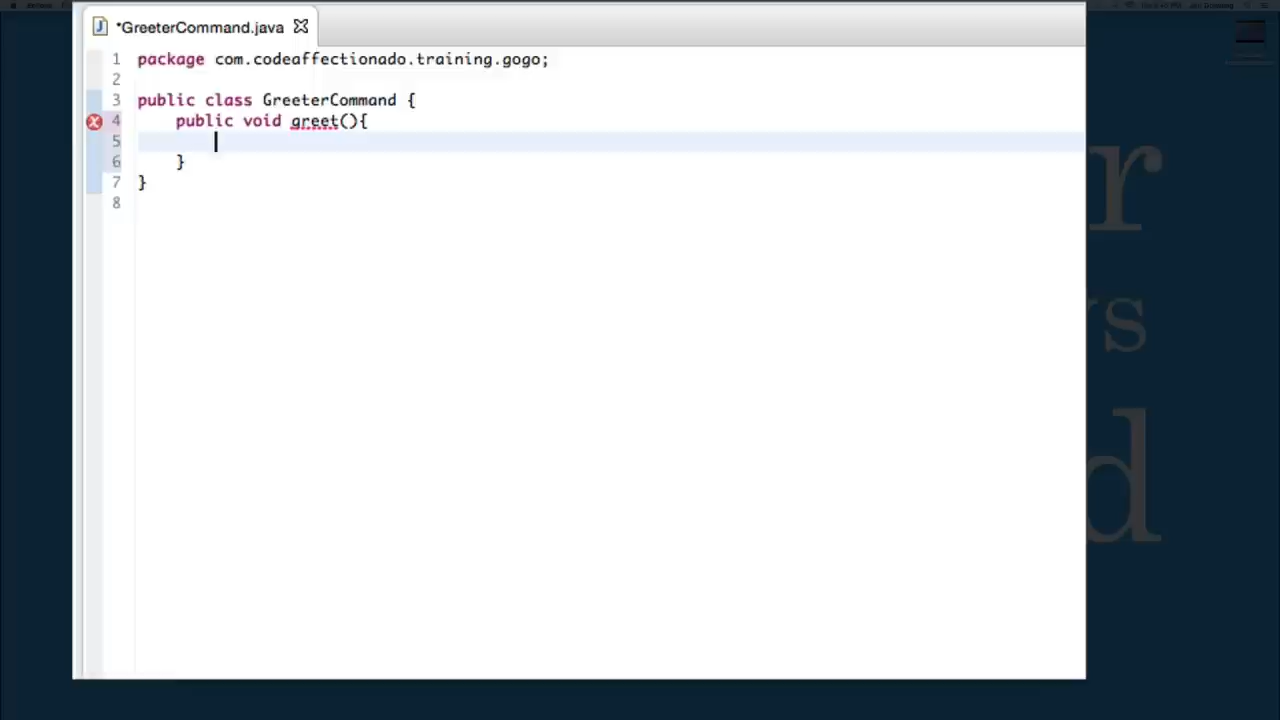 *GreeterCommand.java
1 package com.codeaffectionado.training.gogo;
2
3 public class GreeterCommand {
4 public void greet(){
5
6 }
7 }
8
r
s
d